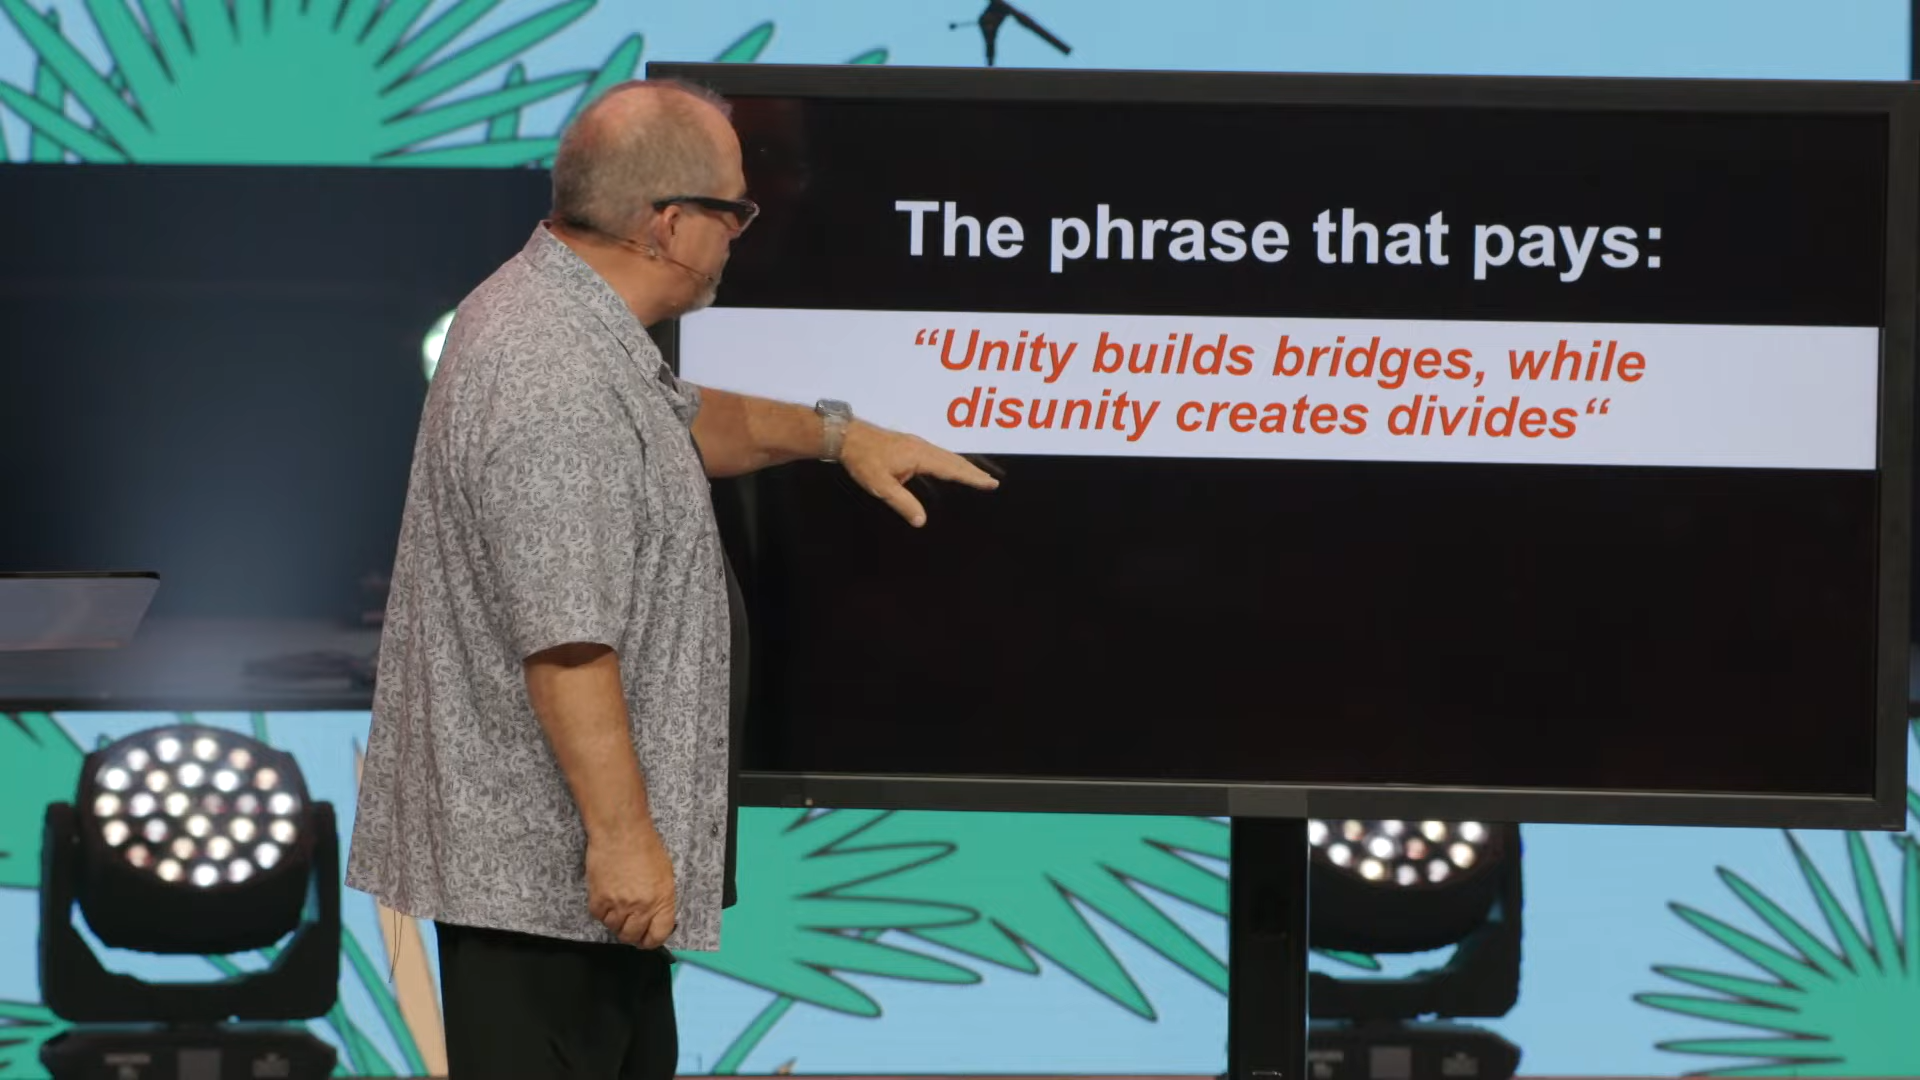 The phrase that pays:
“Unity builds bridges, while
disunity creates divides“